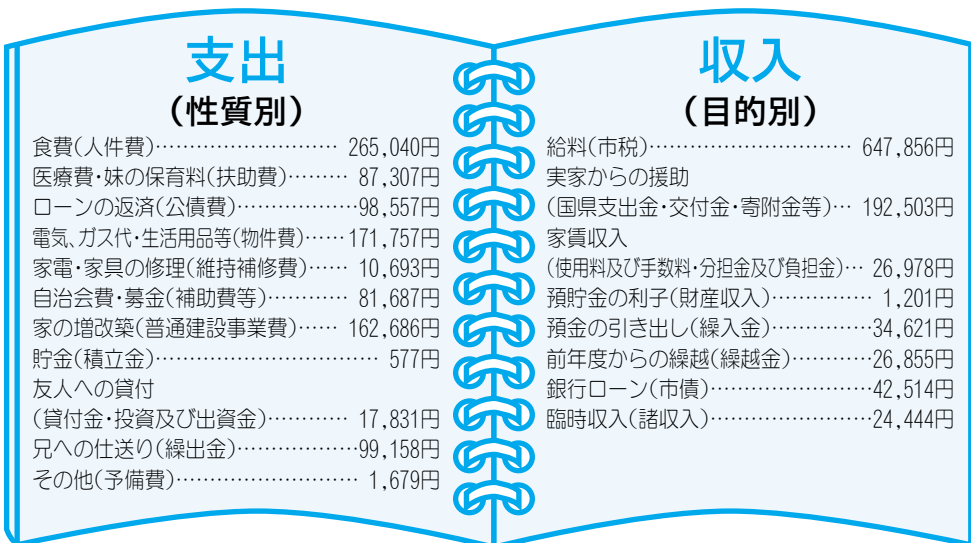 支出
(性質別)
食費(人件費)……………………… 265,040円
医療費・妹の保育料(扶助費)……… 87,307円
ローンの返済(公債費)………………98,557円
電気、ガス代・生活用品等(物件費)……171,757円
家電・家具の修理(維持補修費)…… 10,693円
自治会費・募金(補助費等)………… 81,687円
家の増改築(普通建設事業費)…… 162,686円
貯金(積立金)…………………………… 577円
友人への貸付
(貸付金・投資及び出資金)………… 17,831円
兄への仕送り(繰出金)………………99,158円
その他(予備費)……………………… 1,679円
収入
(目的別)
給料(市税)………………………… 647,856円
実家からの援助
(国県支出金・交付金・寄附金等)… 192,503円
家賃収入
(使用料及び手数料・分担金及び負担金)… 26,978円
預貯金の利子(財産収入)…………… 1,201円
預金の引き出し(繰入金)……………34,621円
前年度からの繰越(繰越金)…………26,855円
銀行ローン(市債)……………………42,514円
臨時収入(諸収入)……………………24,444円